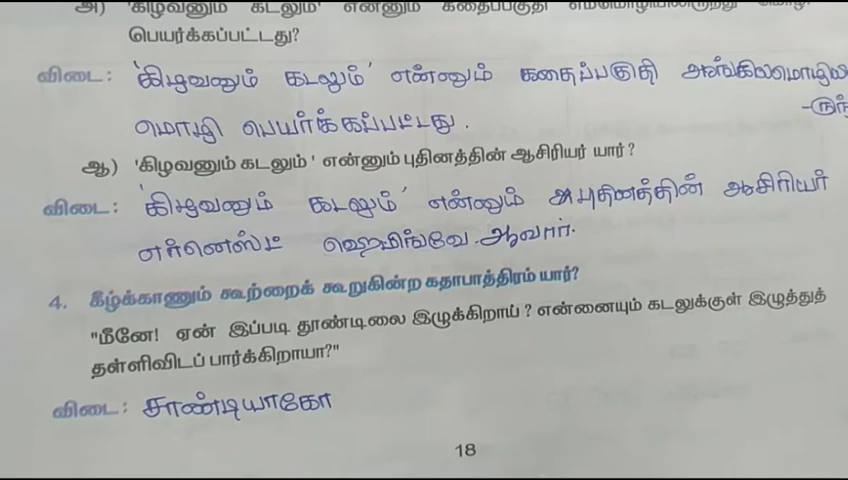 அ) 'கிழவனும் கடலும்' என்னும் கதைப்பகுதி எம்மொழியிலிருந்து மொழி
பெயர்க்கப்பட்டது?
விடை: 'கிழவனும் கடலும்' என்னும் கதைப்பகுதி ஆங்கிலமொழியி
-ருந்
மொழி பெயர்க்கப்பட்டது.
ஆ) 'கிழவனும் கடலும் ' என்னும் புதினத்தின் ஆசிரியர் யார்?
விடை: 'கிழவனும் கடலும்' என்னும் புதினத்தின் ஆசிரியர்
எர்னெஸ்ட் ஹெமிங்வே ஆவார்.
4. கீழ்க்காணும் கூற்றைக் கூறுகின்ற கதாபாத்திரம் யார்?
"மீனே! ஏன் இப்படி தூண்டிலை இழுக்கிறாய் ? என்னையும் கடலுக்குள் இழுத்துத்
தள்ளிவிடப் பார்க்கிறாயா?"
விடை: சாண்டியாகோ
18